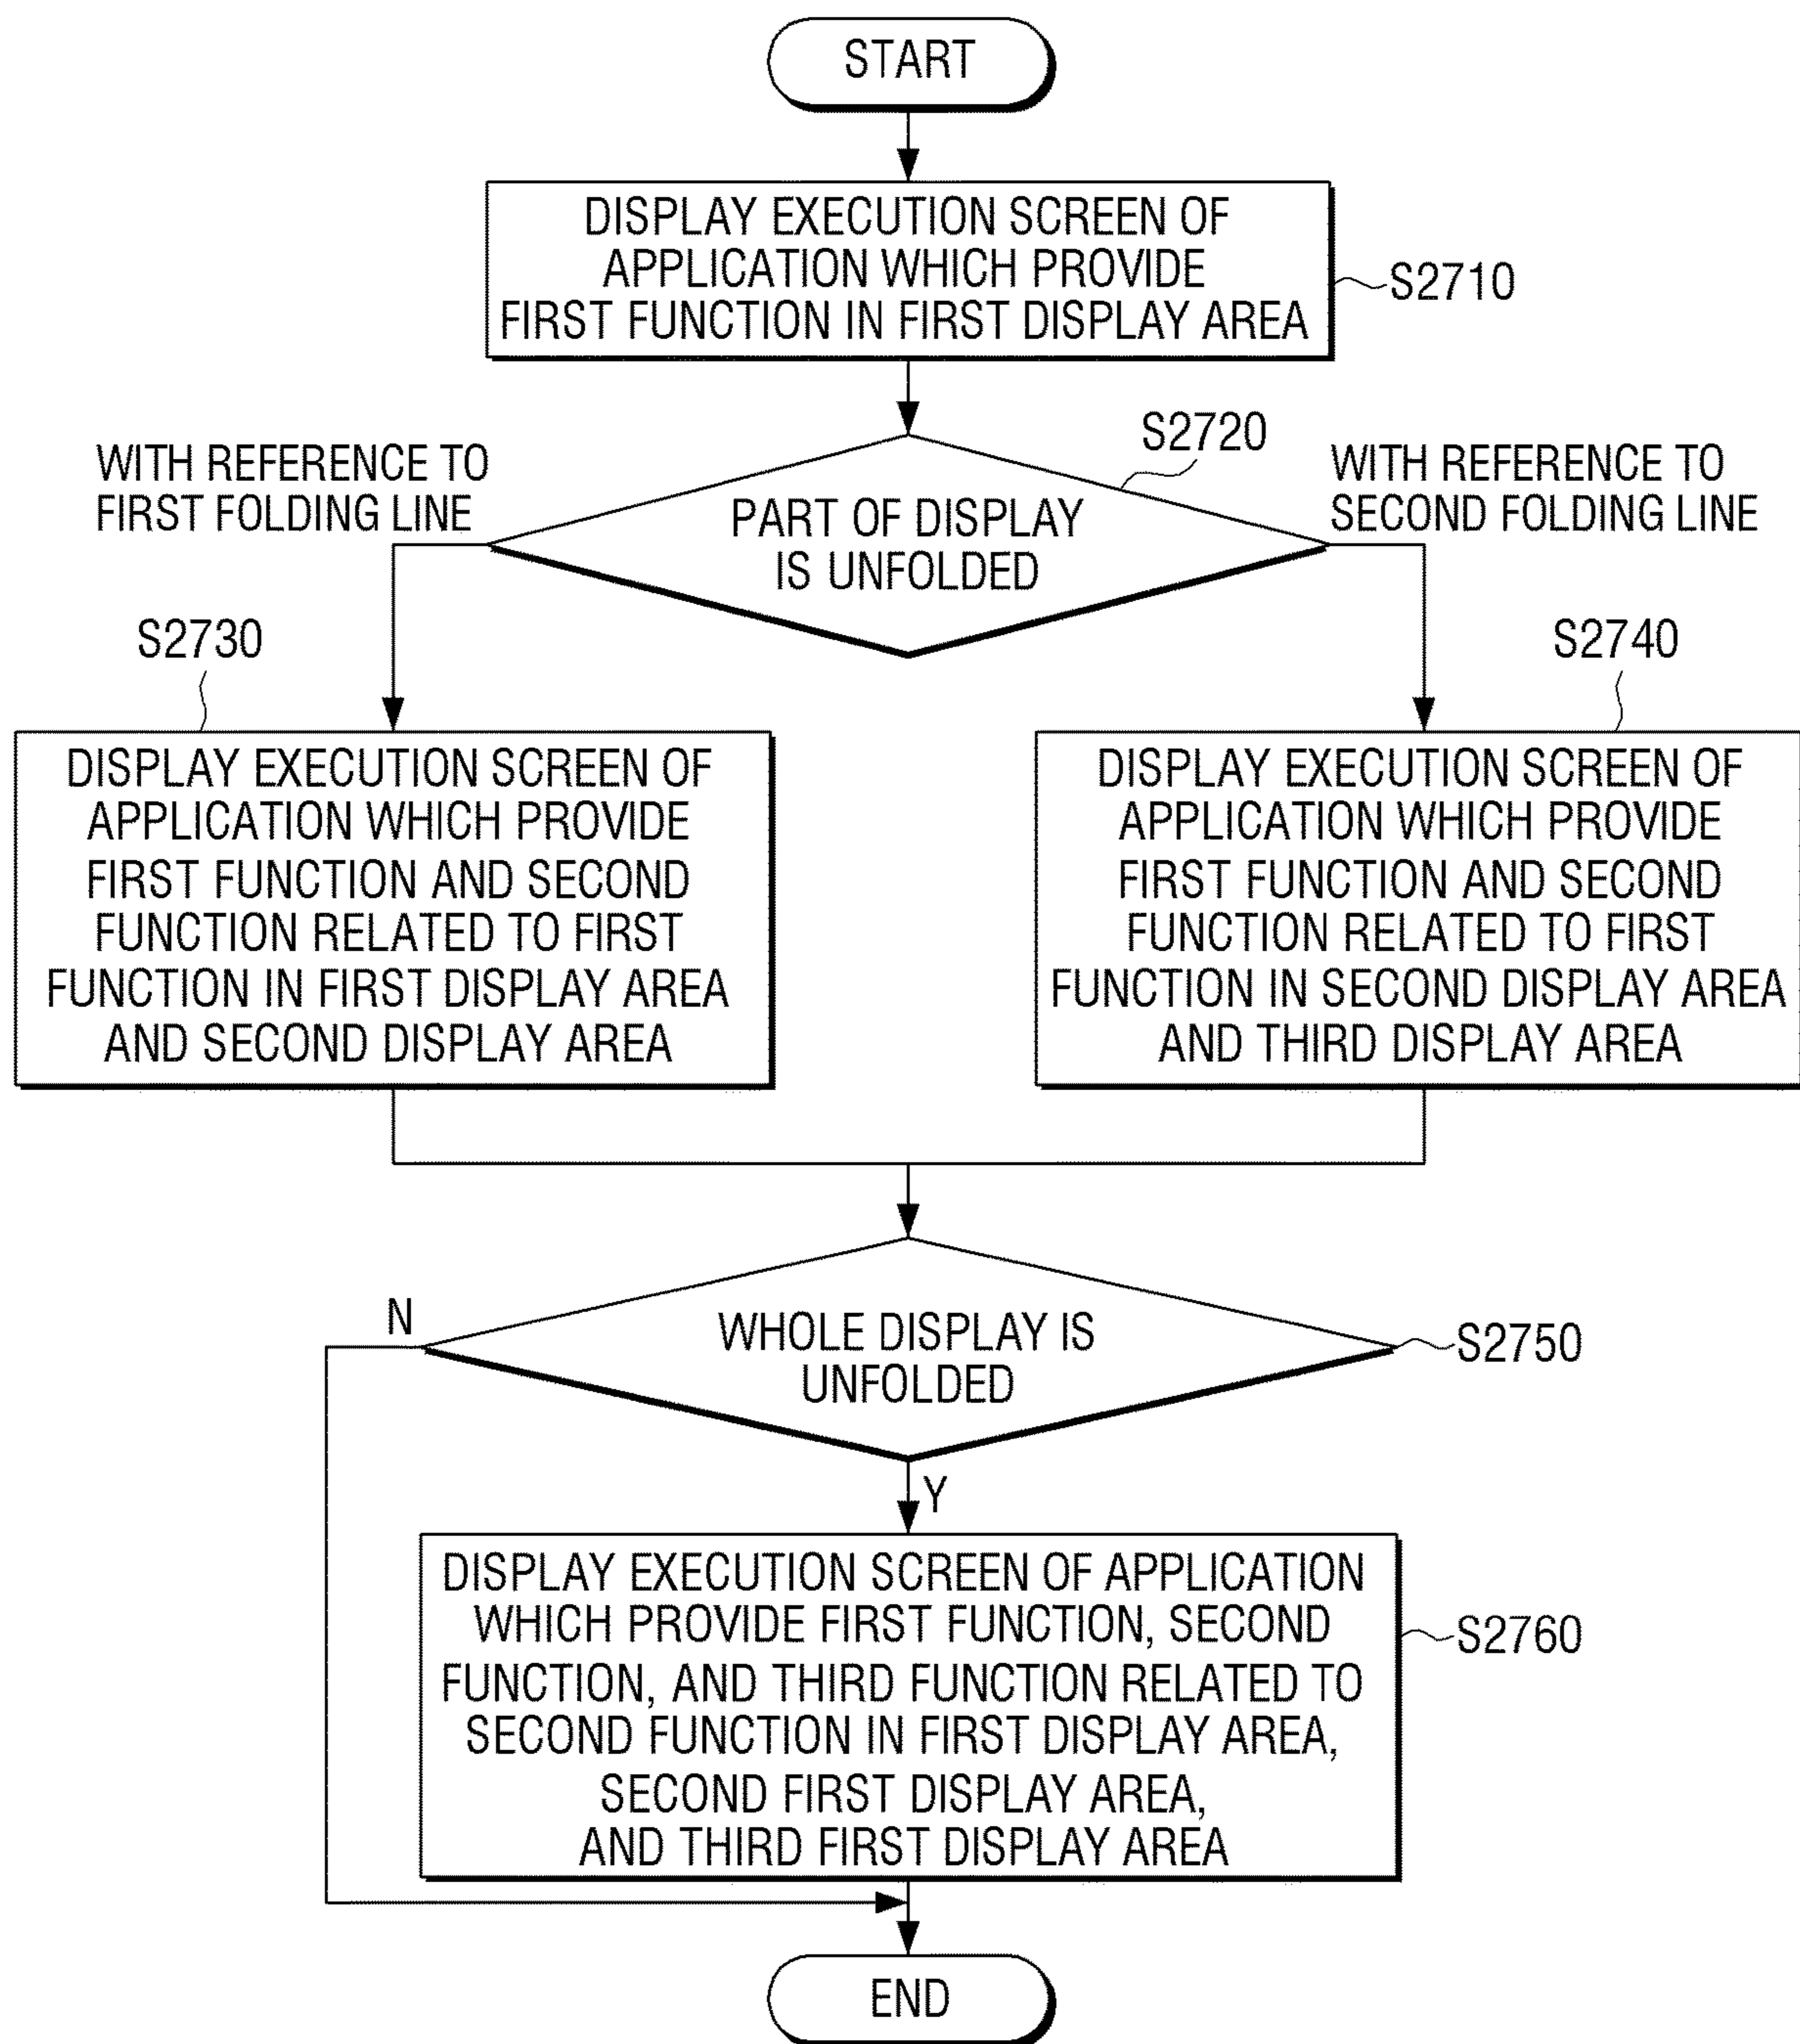 START
DISPLAY EXECUTION SCREEN OF
APPLICATION WHICH PROVIDE
FIRST FUNCTION IN FIRST DISPLAY AREA
S2710
S2720
WITH REFERENCE TO
FIRST FOLDING LINE
PART OF DISPLAY
IS UNFOLDED
WITH REFERENCE TO
SECOND FOLDING LINE
S2730
DISPLAY EXECUTION SCREEN OF
APPLICATION WHICH PROVIDE
FIRST FUNCTION AND SECOND
FUNCTION RELATED TO FIRST
FUNCTION IN FIRST DISPLAY AREA
AND SECOND DISPLAY AREA
S2740
DISPLAY EXECUTION SCREEN OF
APPLICATION WHICH PROVIDE
FIRST FUNCTION AND SECOND
FUNCTION RELATED TO FIRST
FUNCTION IN SECOND DISPLAY AREA
AND THIRD DISPLAY AREA
N
WHOLE DISPLAY IS
UNFOLDED
S2750
Y
DISPLAY EXECUTION SCREEN OF APPLICATION
WHICH PROVIDE FIRST FUNCTION, SECOND
FUNCTION, AND THIRD FUNCTION RELATED TO
SECOND FUNCTION IN FIRST DISPLAY AREA,
SECOND FIRST DISPLAY AREA,
AND THIRD FIRST DISPLAY AREA
S2760
END